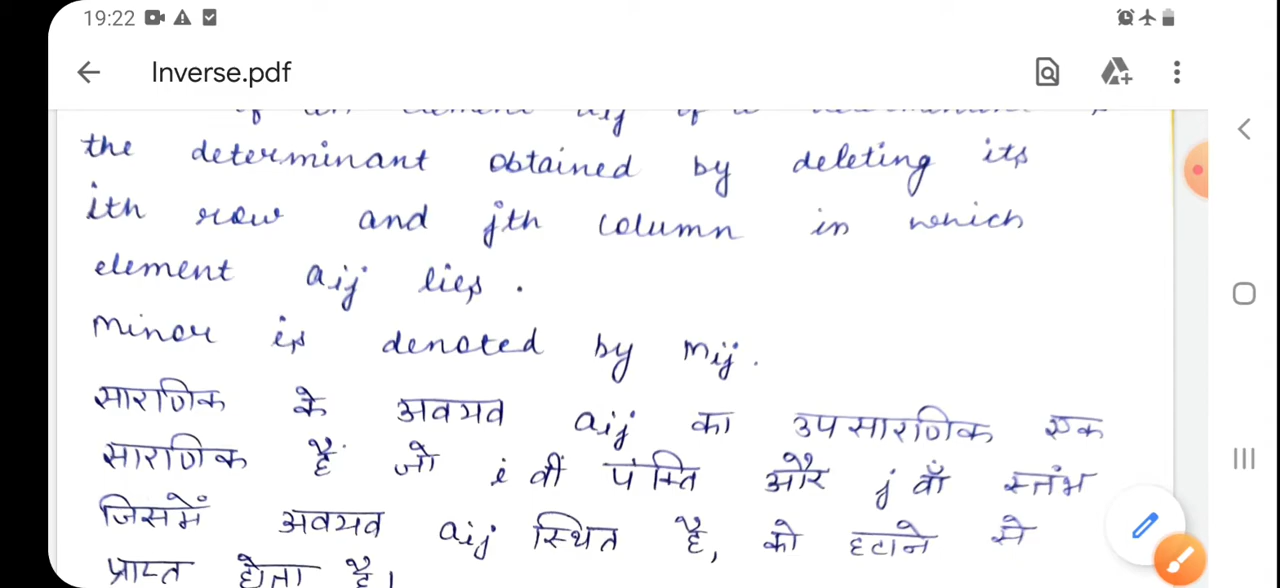 19:22
Inverse.pdf
the determinant obtained by deleting its
ith row and jth column in which
element aij lies.
Minor is denoted by Mij.
सारणिक के अवयव aij का उपसारणिक एक
सारणिक है जो i वीं पंक्ति और j वाँ स्तंभ
जिसमें अवयव aij स्थित है, को हटाने से
प्राप्त होता है।